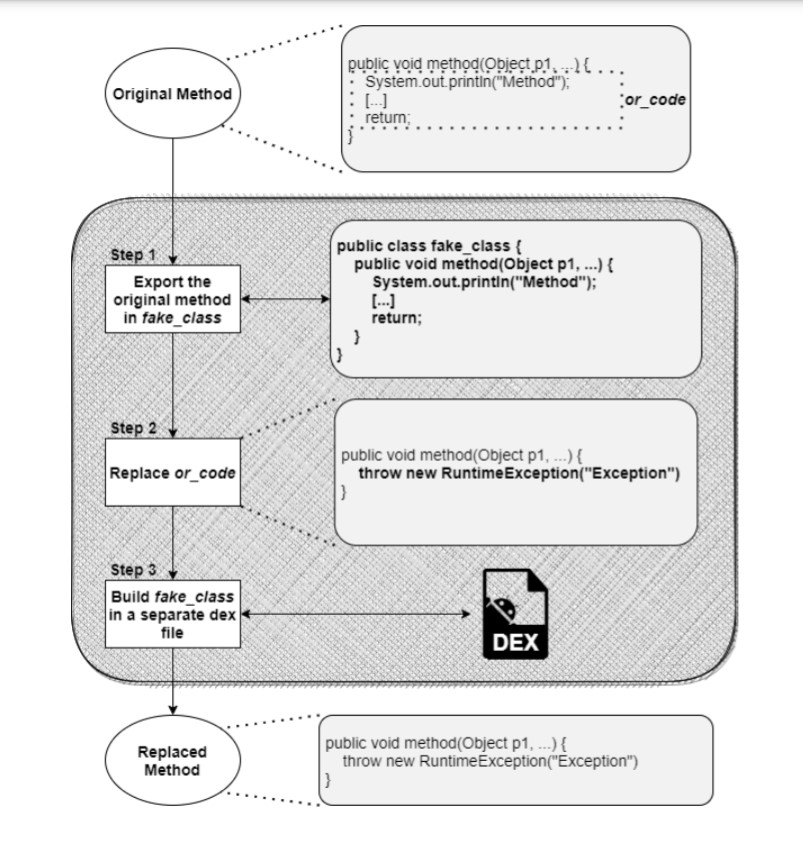 Original Method
public void method(Object p1, ...) {
System.out.println("Method");
[...]
return;
}
or_code
Step 1
Export the
original method
in fake_class
public class fake_class {
public void method(Object p1, ...) {
System.out.println("Method");
[...]
return;
}
}
Step 2
Replace or_code
public void method(Object p1, ...) {
throw new RuntimeException("Exception")
}
Step 3
Build fake_class
in a separate dex
file
DEX
Replaced
Method
public void method(Object p1, ...) {
throw new RuntimeException("Exception")
}